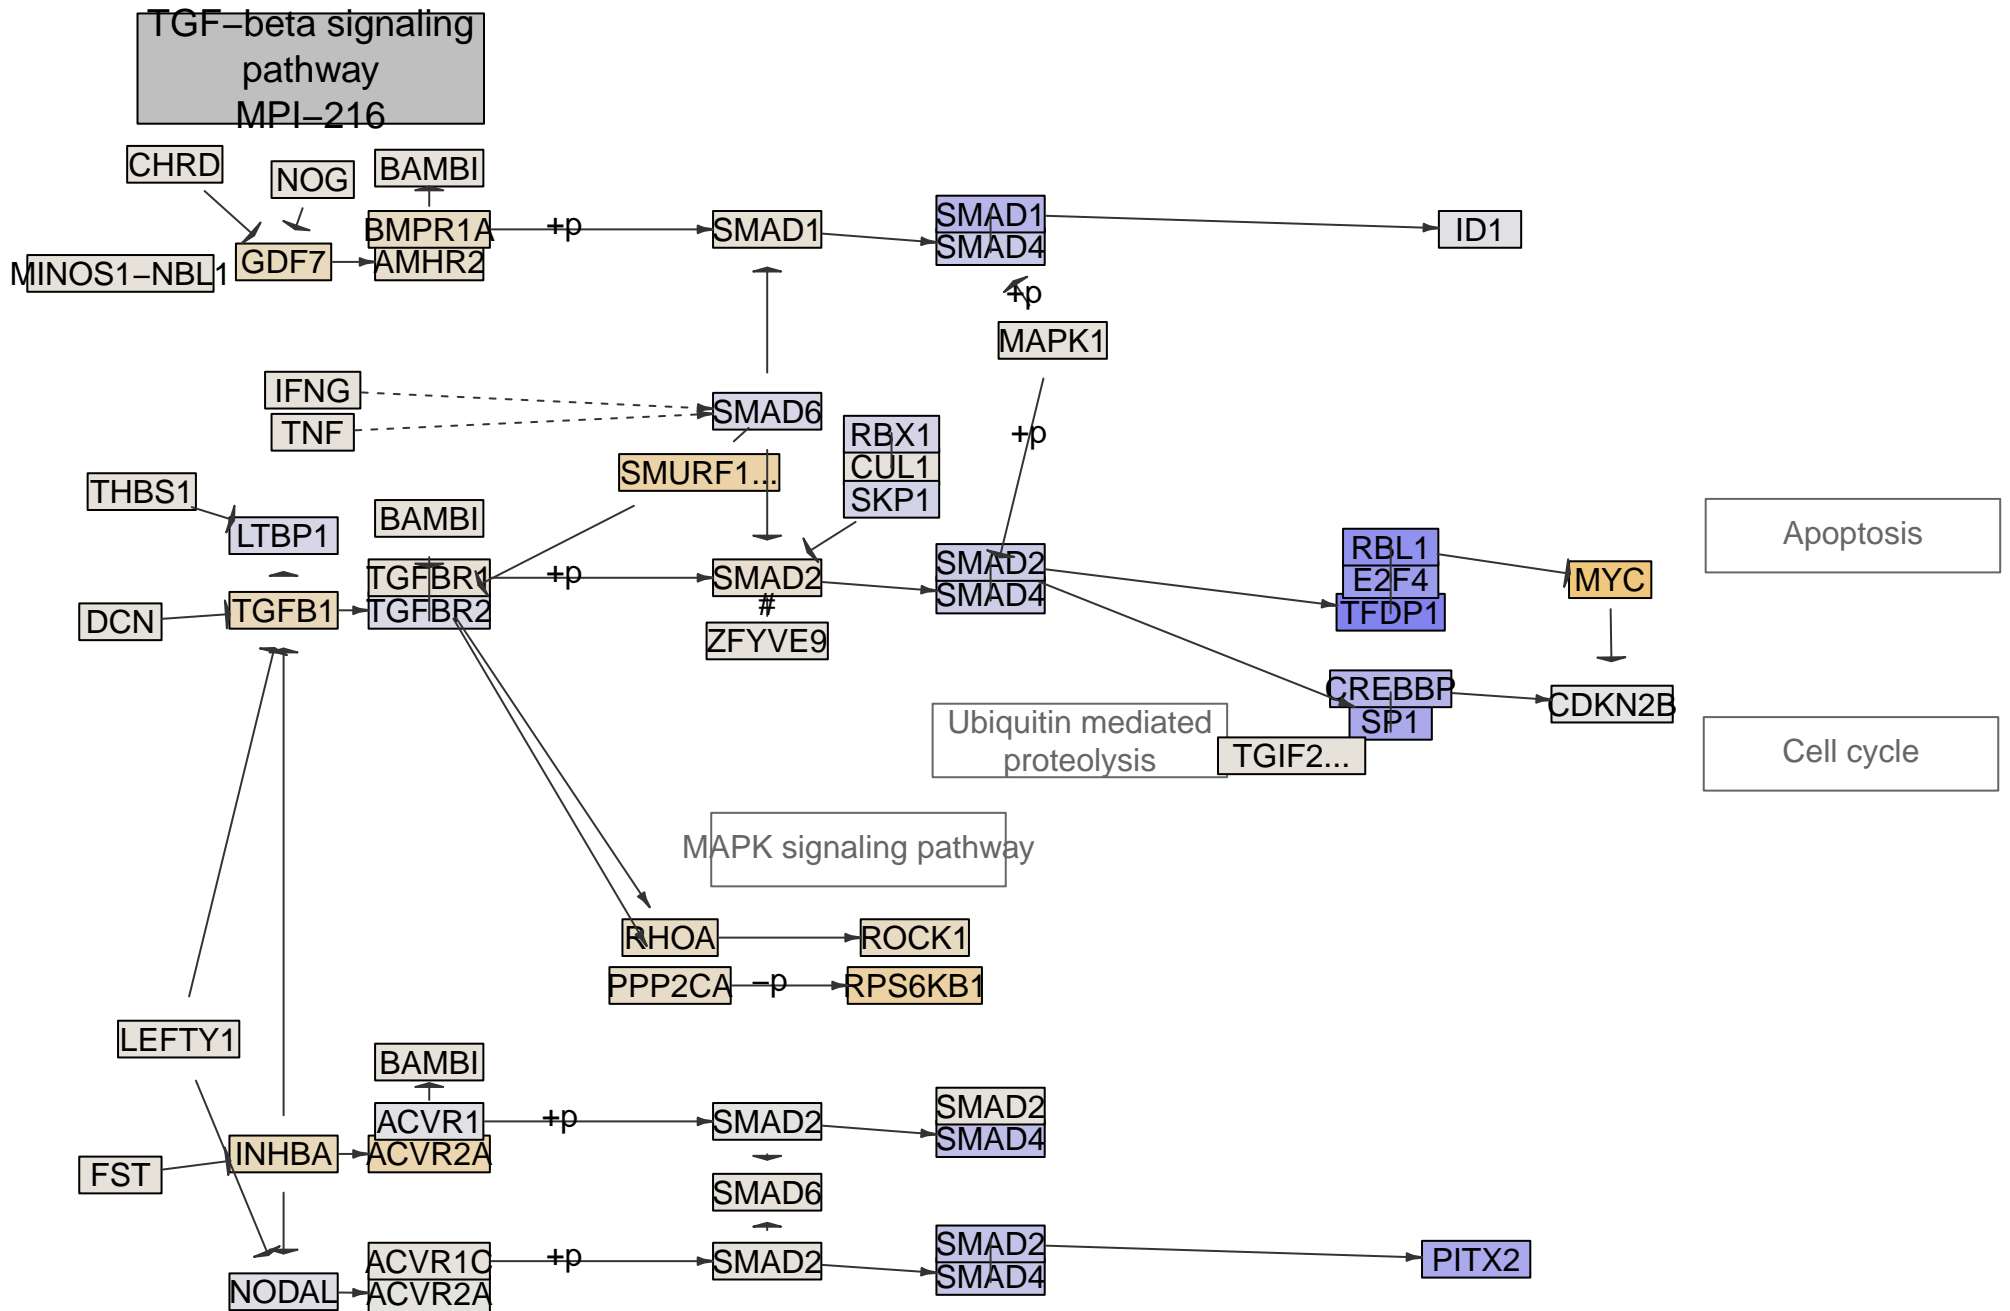 TGF−beta signaling
pathway
MPI−216
CHRD
NOG
BAMBI
BMPR1A
+p
SMAD1
SMAD1
SMAD4
ID1
MINOS1−NBL1
GDF7
AMHR2
+p
MAPK1
IFNG
TNF
SMAD6
RBX1
CUL1
SKP1
+p
SMURF1...
THBS1
LTBP1
BAMBI
TGFBR1
TGFBR2
+p
SMAD2
#
ZFYVE9
SMAD2
SMAD4
RBL1
E2F4
TFDP1
MYC
Apoptosis
DCN
TGFB1
CREBBP
SP1
CDKN2B
Ubiquitin mediated
proteolysis
TGIF2...
Cell cycle
MAPK signaling pathway
RHOA
ROCK1
PPP2CA
−p
RPS6KB1
LEFTY1
BAMBI
ACVR1
ACVR2A
+p
SMAD2
SMAD2
SMAD4
FST
INHBA
SMAD6
ACVR1C
ACVR2A
+p
SMAD2
SMAD2
SMAD4
PITX2
NODAL